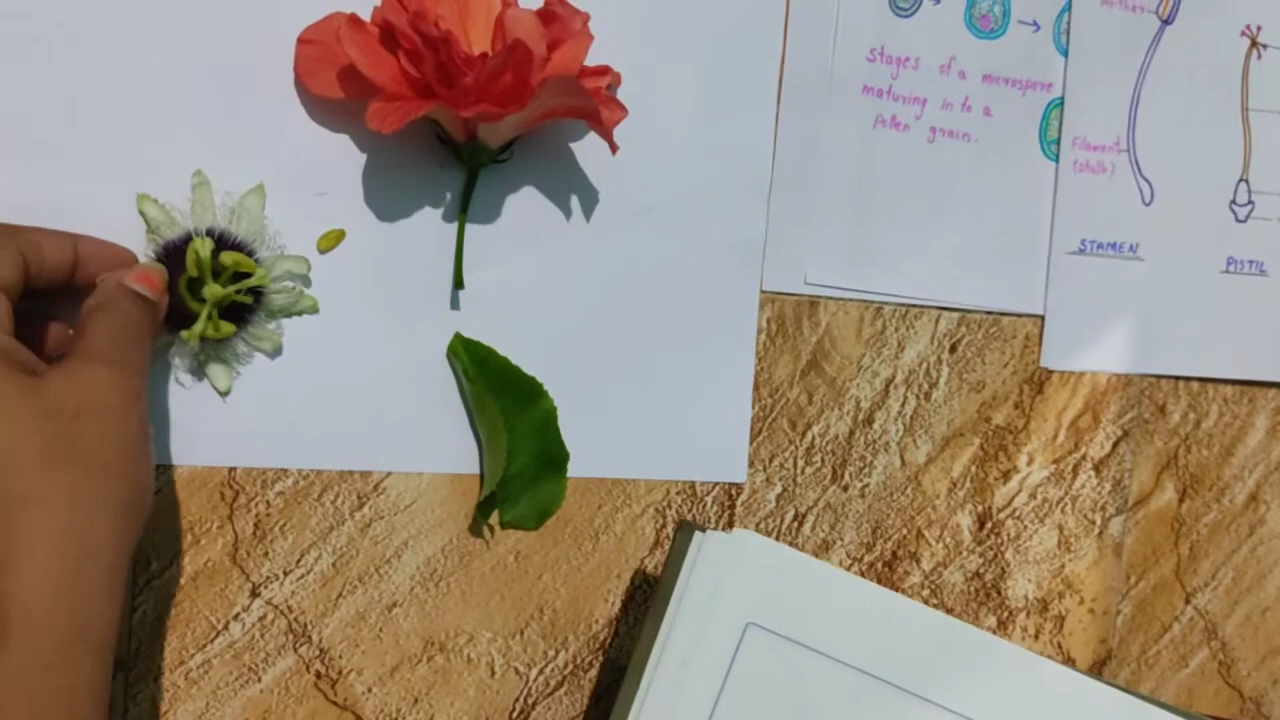 stages of a microspore
maturing in to a
Pollen grain.
Filament
(stalk)
STAMEN
PISTIL